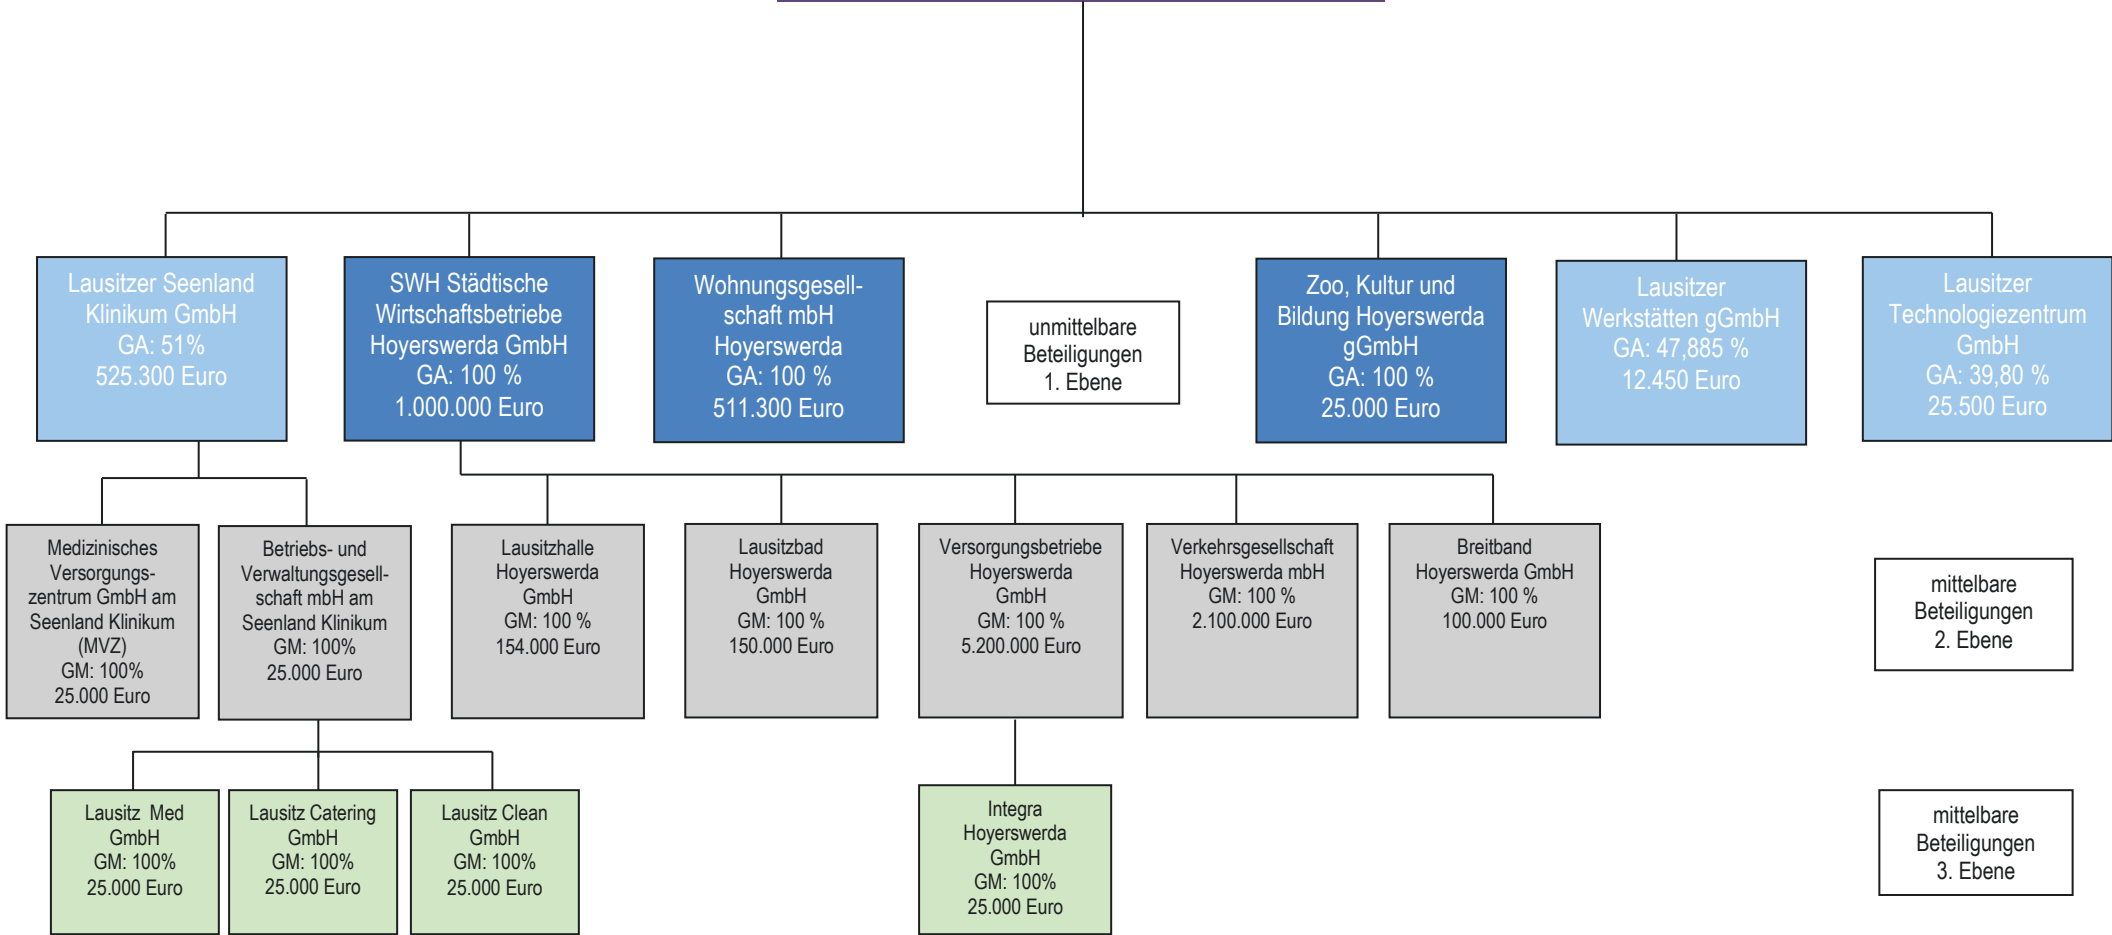 Lausitzer Seenland
Klinikum GmbH
GA: 51%
525.300 Euro
SWH Städtische
Wirtschaftsbetriebe
Hoyerswerda GmbH
GA: 100 %
1.000.000 Euro
Wohnungsgesell-
schaft mbH
Hoyerswerda
GA: 100 %
511.300 Euro
unmittelbare
Beteiligungen
1. Ebene
Zoo, Kultur und
Bildung Hoyerswerda
gGmbH
GA: 100 %
25.000 Euro
Lausitzer
Werkstätten gGmbH
GA: 47,885 %
12.450 Euro
Lausitzer
Technologiezentrum
GmbH
GA: 39,80 %
25.500 Euro
Medizinisches
Versorgungs-
zentrum GmbH am
Seenland Klinikum
(MVZ)
GM: 100%
25.000 Euro
Betriebs- und
Verwaltungsgesell-
schaft mbH am
Seenland Klinikum
GM: 100%
25.000 Euro
Lausitzhalle
Hoyerswerda
GmbH
GM: 100 %
154.000 Euro
Lausitzbad
Hoyerswerda
GmbH
GM: 100 %
150.000 Euro
Versorgungsbetriebe
Hoyerswerda
GmbH
GM: 100 %
5.200.000 Euro
Verkehrsgesellschaft
Hoyerswerda mbH
GM: 100 %
2.100.000 Euro
Breitband
Hoyerswerda GmbH
GM: 100 %
100.000 Euro
mittelbare
Beteiligungen
2. Ebene
Lausitz Med
GmbH
GM: 100%
25.000 Euro
Lausitz Catering
GmbH
GM: 100%
25.000 Euro
Lausitz Clean
GmbH
GM: 100%
25.000 Euro
Integra
Hoyerswerda
GmbH
GM: 100%
25.000 Euro
mittelbare
Beteiligungen
3. Ebene